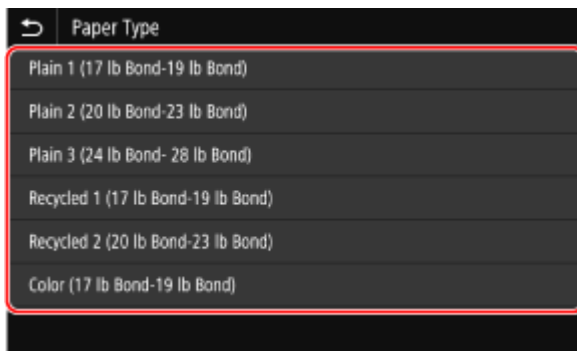 Paper Type
Plain 1 (17 lb Bond-19 lb Bond)
Plain 2 (20 lb Bond-23 lb Bond)
Plain 3 (24 lb Bond- 28 lb Bond)
Recycled 1 (17 lb Bond-19 lb Bond)
Recycled 2 (20 lb Bond-23 lb Bond)
Color (17 lb Bond-19 lb Bond)